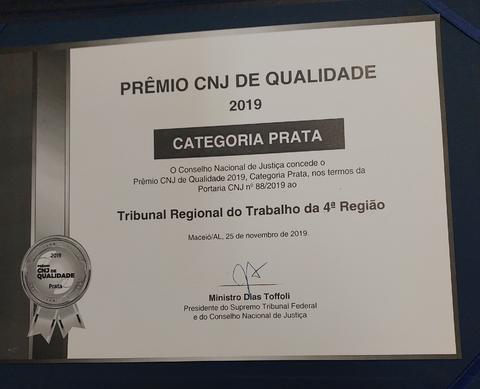 PRÊMIO CNJ DE QUALIDADE
2019
CATEGORIA PRATA
O Conselho Nacional de Justiça concede o
Prêmio CNJ de Qualidade 2019, Categoria Prata, nos termos da
Portaria CNJ nº 88/2019 ao
Tribunal Regional do Trabalho da 4ª Região
Maceió/AL, 25 de novembro de 2019.
Ministro Dias Toffoli
Presidente do Supremo Tribunal Federal
e do Conselho Nacional de Justiça
2019
PRÊMIO
CNJ DE
QUALIDADE
Prata